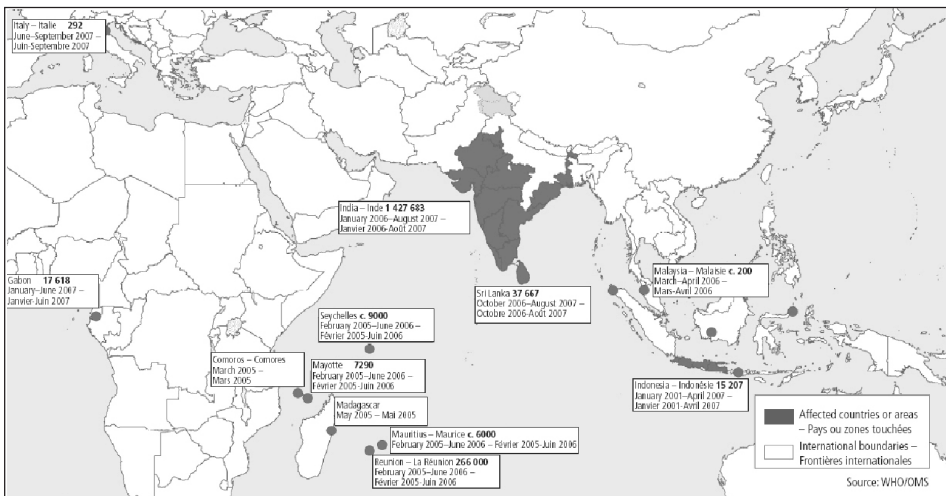 Italy – Italie 292
June–September 2007 –
Juin-Septembre 2007
India – Inde 1 427 683
January 2006–August 2007 –
Janvier 2006-Août 2007
Gabon 17 618
January–June 2007 –
Janvier-Juin 2007
Seychelles c. 9000
February 2005–June 2006 –
Février 2005-Juin 2006
Comoros – Comores
March 2005 –
Mars 2005
Mayotte 7290
February 2005–June 2006 –
Février 2005-Juin 2006
Madagascar
May 2005 – Mai 2005
Mauritius – Maurice c. 6000
February 2005–June 2006 – Février 2005-Juin 2006
Reunion – La Réunion 266 000
February 2005–June 2006 –
Février 2005-Juin 2006
Sri Lanka 37 667
October 2006–August 2007 –
Octobre 2006-Août 2007
Malaysia – Malaisie c. 200
March–April 2006 –
Mars-Avril 2006
Indonesia – Indonésie 15 207
January 2001–April 2007 –
Janvier 2001-Avril 2007
Affected countries or areas
– Pays ou zones touchées
International boundaries –
Frontières internationales
Source: WHO/OMS